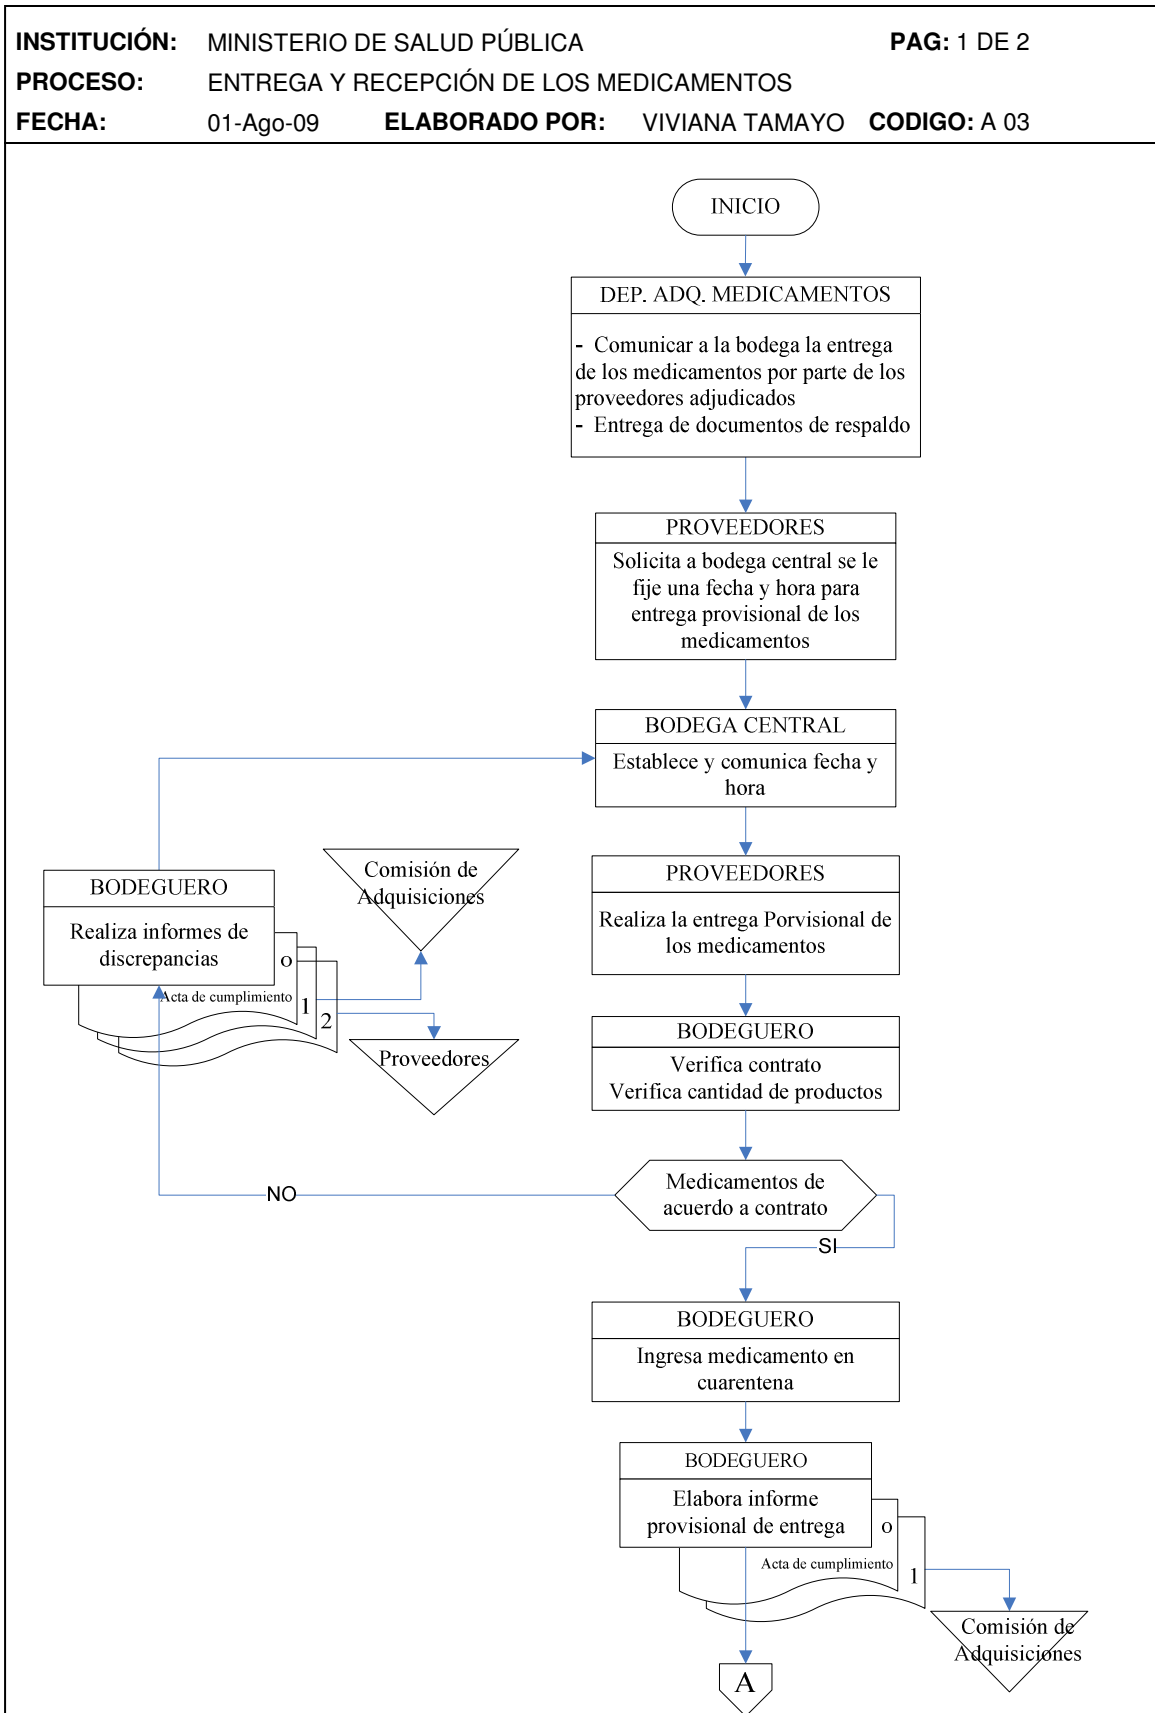 INSTITUCIÓN: MINISTERIO DE SALUD PÚBLICA PAG: 1 DE 2
PROCESO: ENTREGA Y RECEPCIÓN DE LOS MEDICAMENTOS
FECHA: 01-Ago-09 ELABORADO POR: VIVIANA TAMAYO CODIGO: A 03
INICIO
DEP. ADQ. MEDICAMENTOS
- Comunicar a la bodega la entrega
de los medicamentos por parte de los
proveedores adjudicados
- Entrega de documentos de respaldo
PROVEEDORES
Solicita a bodega central se le
fije una fecha y hora para
entrega provisional de los
medicamentos
BODEGA CENTRAL
Establece y comunica fecha y
hora
PROVEEDORES
Realiza la entrega Porvisional de
los medicamentos
BODEGUERO
Verifica contrato
Verifica cantidad de productos
Medicamentos de
acuerdo a contrato
NO
BODEGUERO
Realiza informes de
discrepancias
o
Acta de cumplimiento
1
2
Comisión de
Adquisiciones
Proveedores
SI
BODEGUERO
Ingresa medicamento en
cuarentena
BODEGUERO
Elabora informe
provisional de entrega
o
Acta de cumplimiento
1
Comisión de
Adquisiciones
A